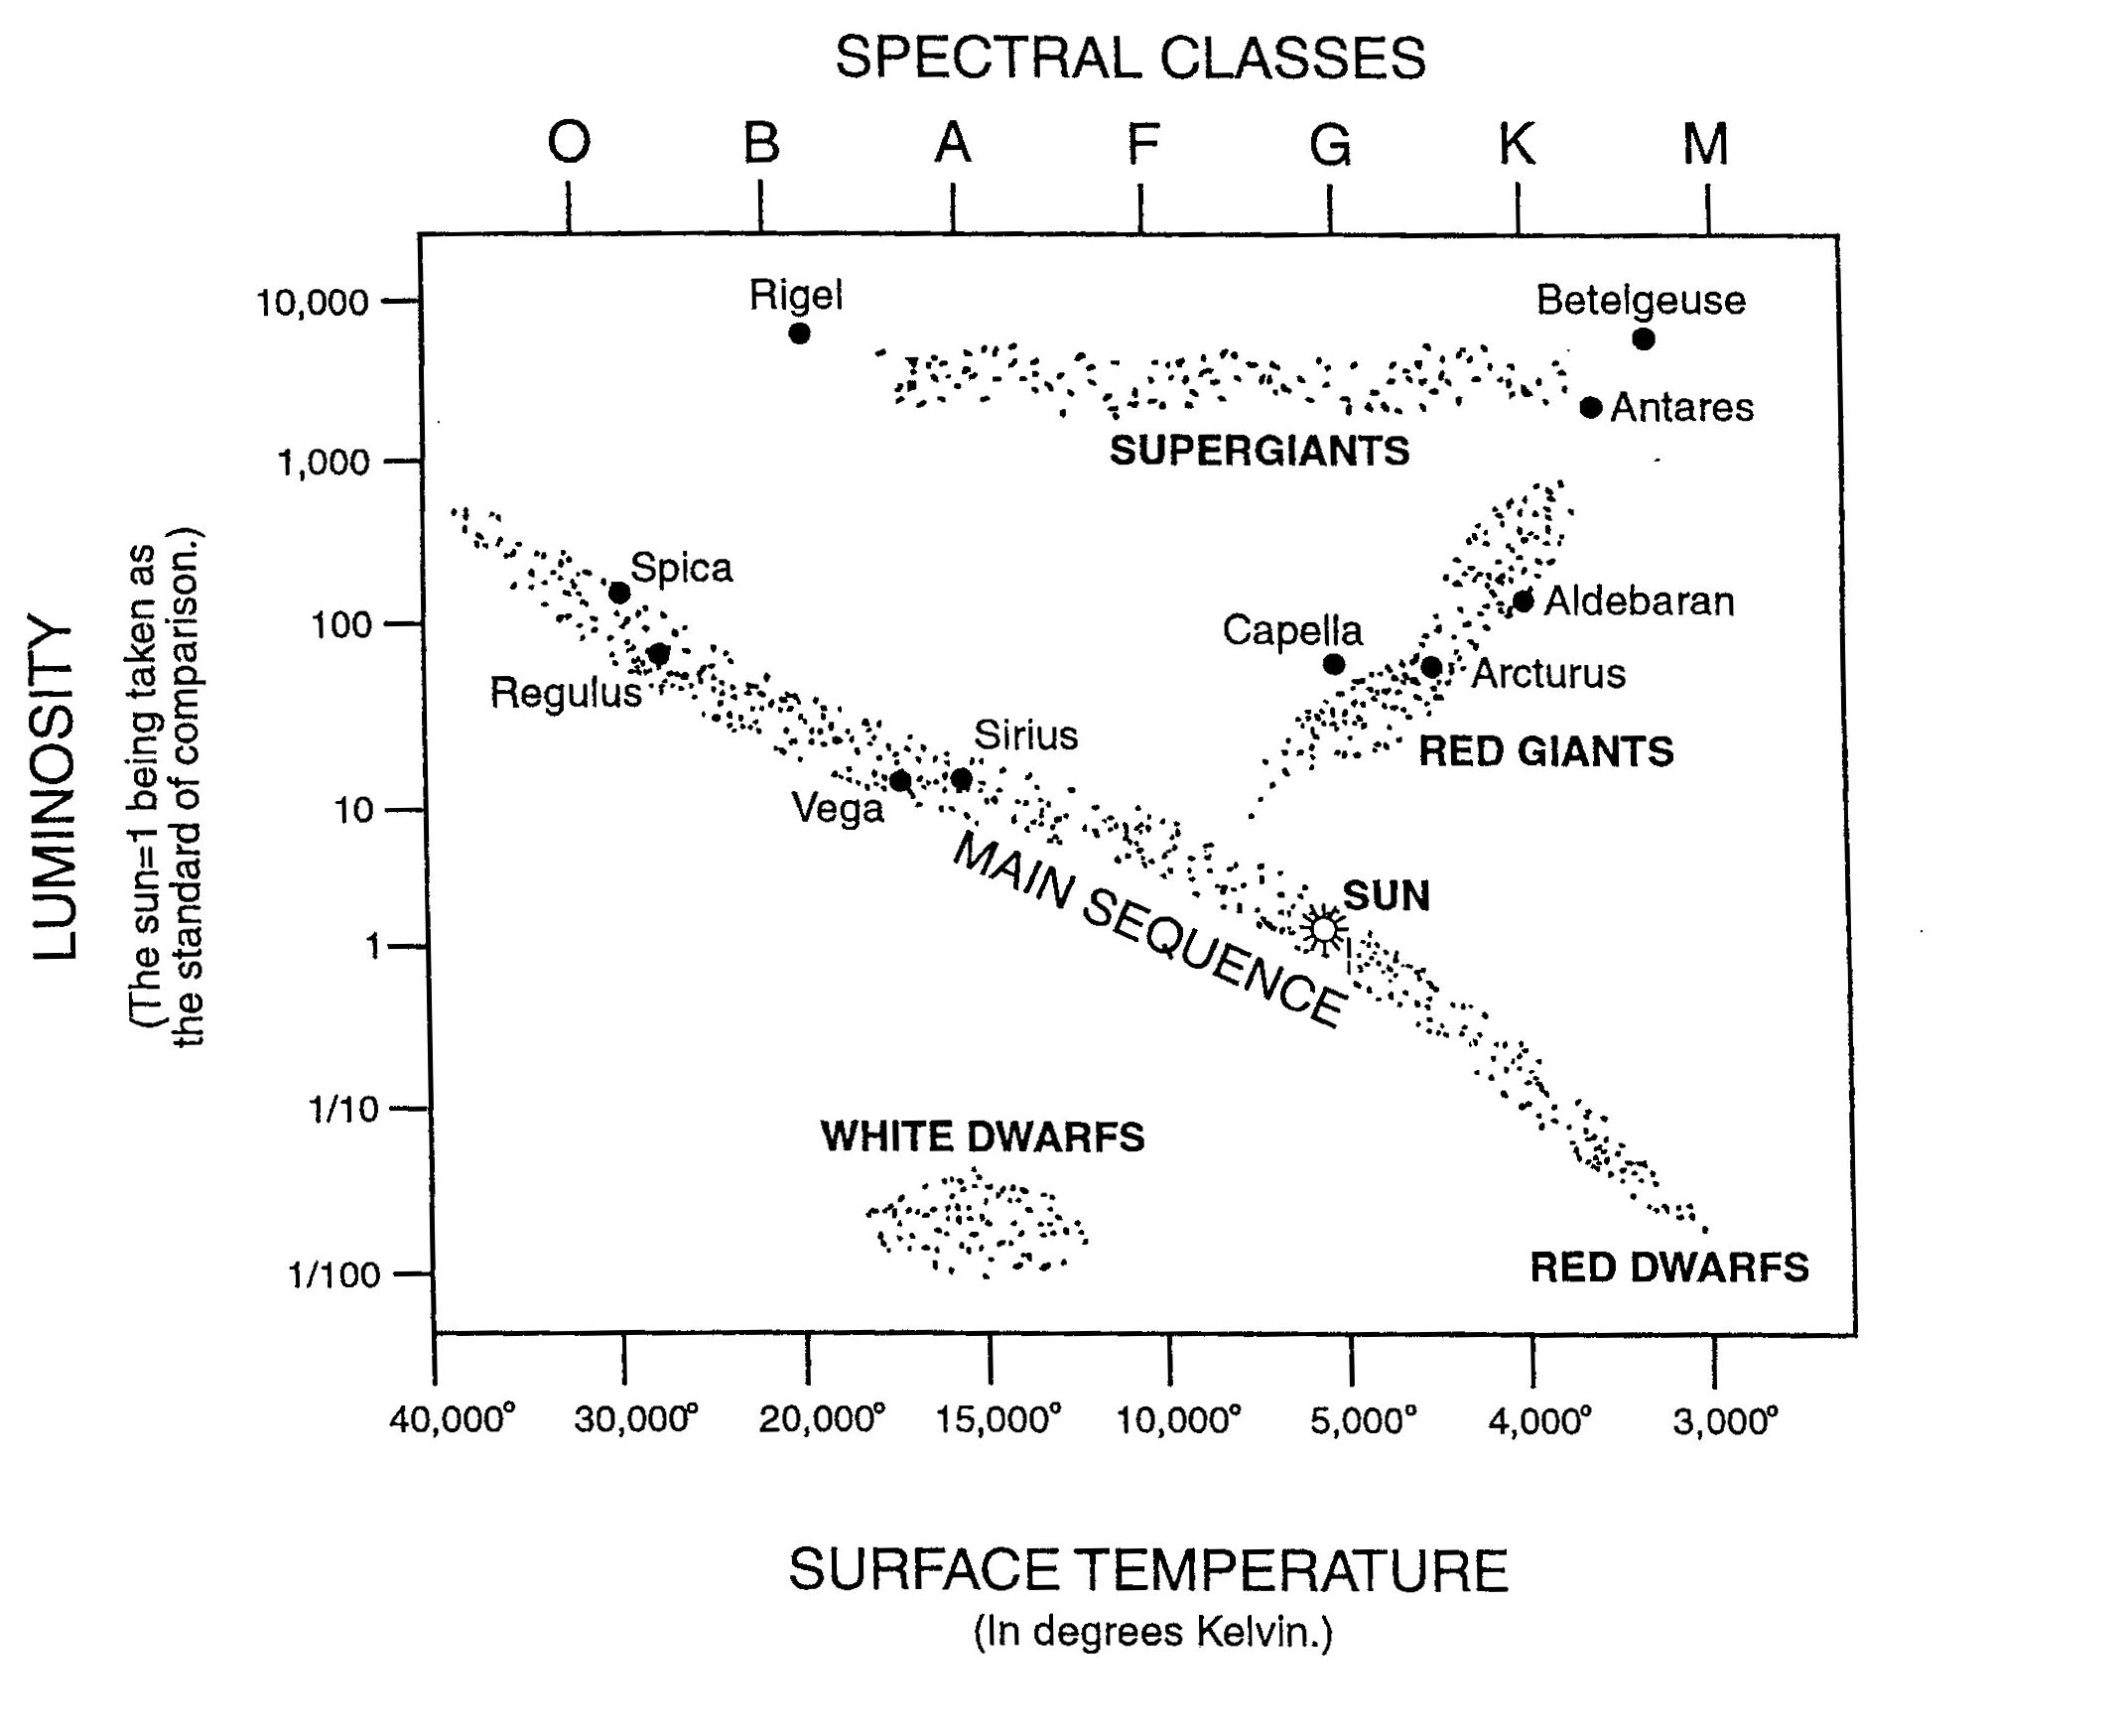 SPECTRAL CLASSES
O B A F G K M
10,000
1,000
100
10
1
1/10
1/100
LUMINOSITY
(The sun=1 being taken as
the standard of comparison.)
Rigel
Betelgeuse
Antares
SUPERGIANTS
Spica
Regulus
Aldebaran
Capella
Arcturus
RED GIANTS
Sirius
Vega
MAIN SEQUENCE
SUN
WHITE DWARFS
RED DWARFS
40,000° 30,000° 20,000° 15,000° 10,000° 5,000° 4,000° 3,000°
SURFACE TEMPERATURE
(In degrees Kelvin.)